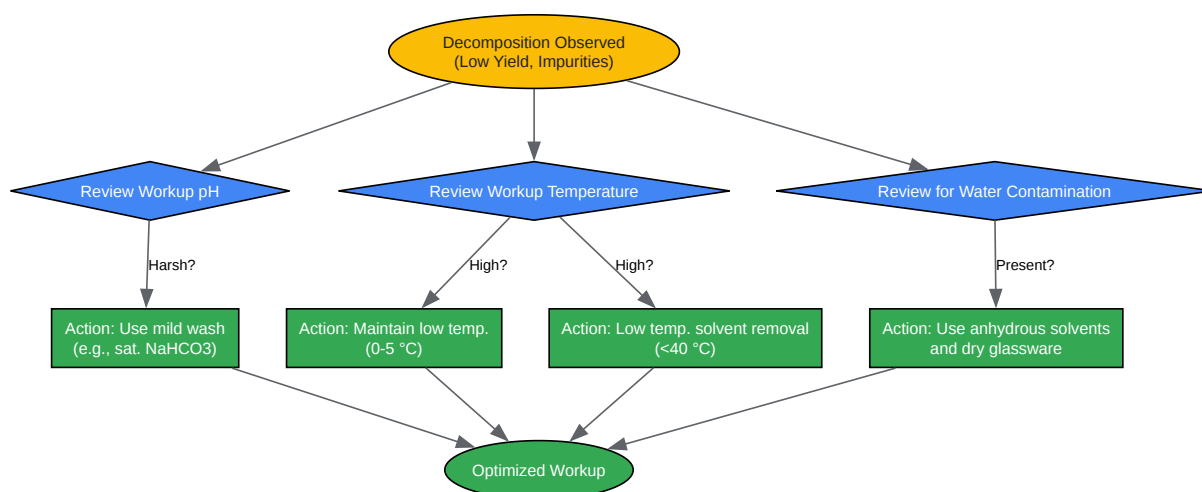 Decomposition Observed
(Low Yield, Impurities)
Review Workup pH
Review Workup Temperature
Review for Water Contamination
Harsh?
High?
High?
Present?
Action: Use mild wash
(e.g., sat. NaHCO3)
Action: Maintain low temp.
(0-5 °C)
Action: Low temp. solvent removal
(<40 °C)
Action: Use anhydrous solvents
and dry glassware
Optimized Workup